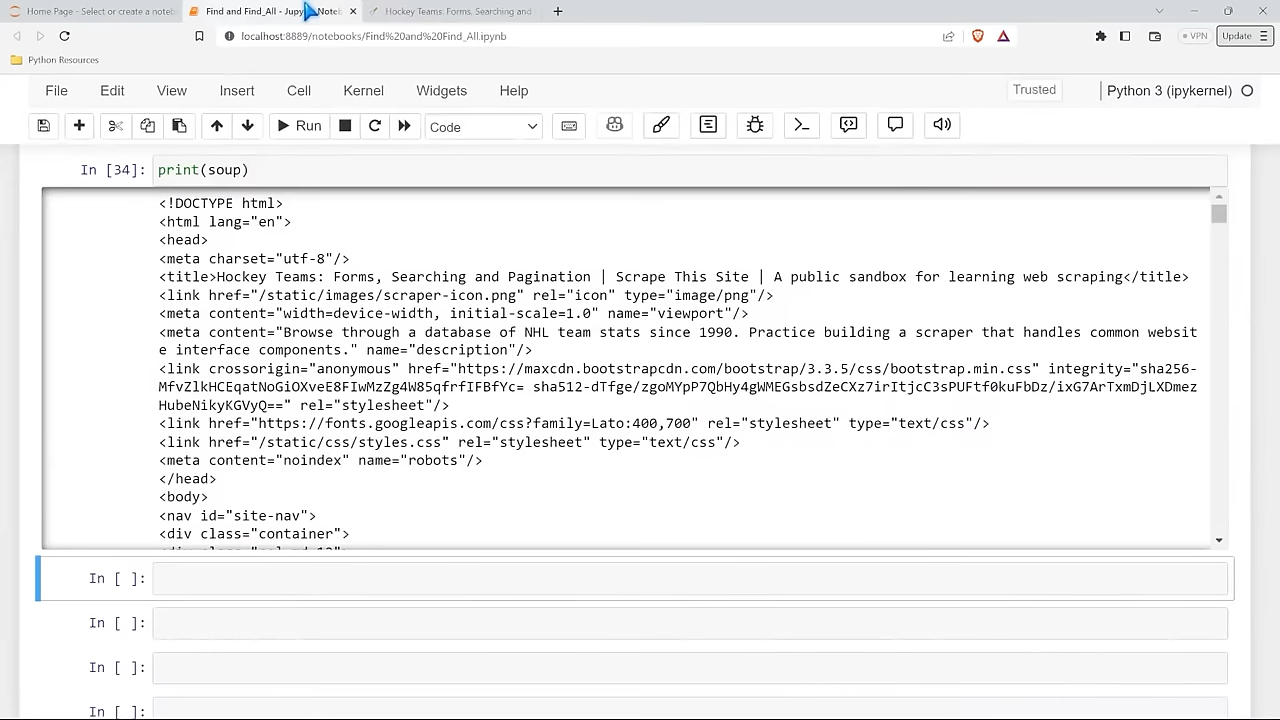 Home Page - Select or create a noteb
Find and Find_All - Jupy Noteb
Hockey Teams: Forms, Searching and
localhost:8889/notebooks/Find%20and%20Find_All.ipynb
VPN
Update
Python Resources
File Edit View Insert Cell Kernel Widgets Help
Trusted
Python 3 (ipykernel)
Run
Code
In [34]: print(soup)
<!DOCTYPE html>
<html lang="en">
<head>
<meta charset="utf-8"/>
<title>Hockey Teams: Forms, Searching and Pagination | Scrape This Site | A public sandbox for learning web scraping</title>
<link href="/static/images/scraper-icon.png" rel="icon" type="image/png"/>
<meta content="width=device-width, initial-scale=1.0" name="viewport"/>
<meta content="Browse through a database of NHL team stats since 1990. Practice building a scraper that handles common websit
e interface components." name="description"/>
<link crossorigin="anonymous" href="https://maxcdn.bootstrapcdn.com/bootstrap/3.3.5/css/bootstrap.min.css" integrity="sha256-
MfvZlkHCEqatNoGiOXveE8FIwMzZg4W85qfrfIFBfYc= sha512-dTfge/zgoMYpP7QbHy4gWMEGsbsdZeCXz7irItjcC3sPUFtf0kuFbDz/ixG7ArTxmDjLXDmez
HubeNikyKGVyQ==" rel="stylesheet"/>
<link href="https://fonts.googleapis.com/css?family=Lato:400,700" rel="stylesheet" type="text/css"/>
<link href="/static/css/styles.css" rel="stylesheet" type="text/css"/>
<meta content="noindex" name="robots"/>
</head>
<body>
<nav id="site-nav">
<div class="container">
In [ ]:
In [ ]:
In [ ]:
In [ ]: